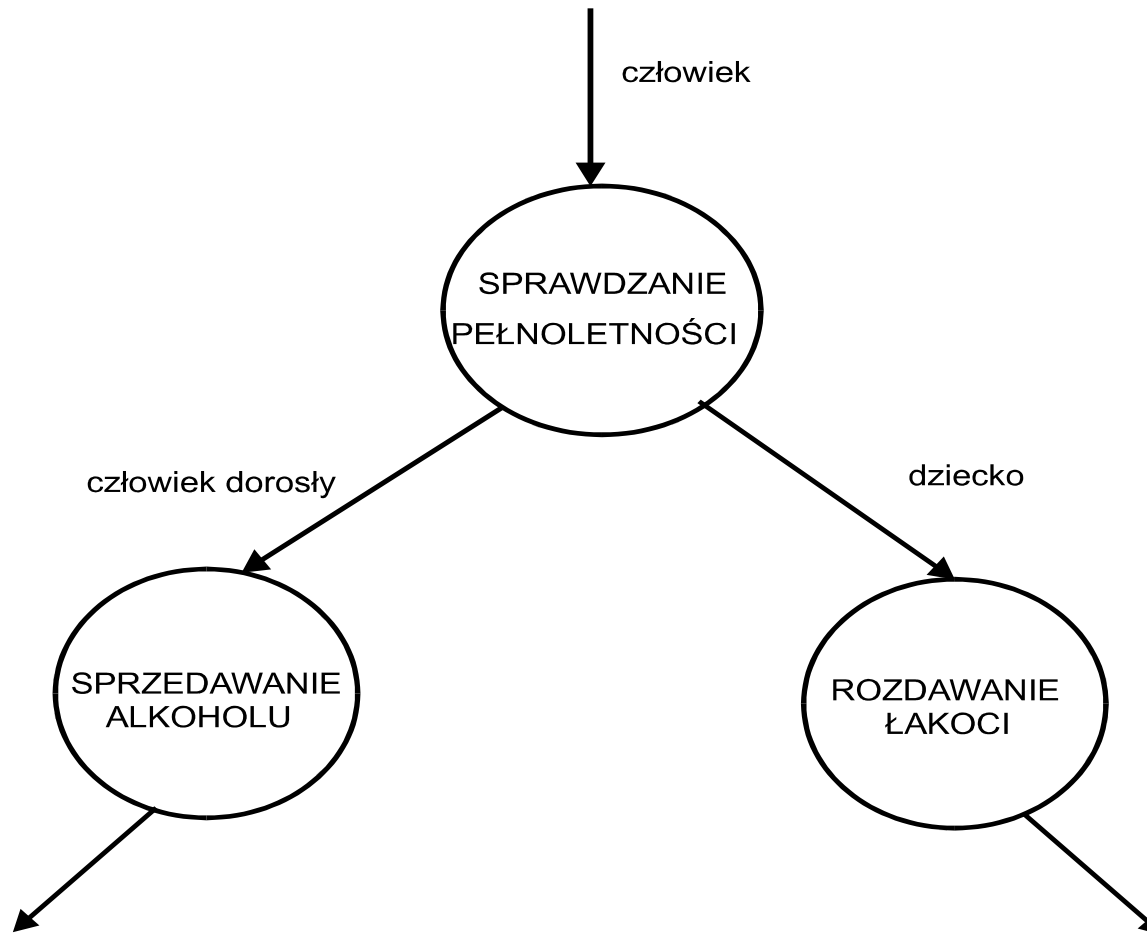 człowiek
SPRAWDZANIE
PEŁNOLETNOŚCI
człowiek dorosły
dziecko
SPRZEDAWANIE
ALKOHOLU
ROZDAWANIE
ŁAKOCI